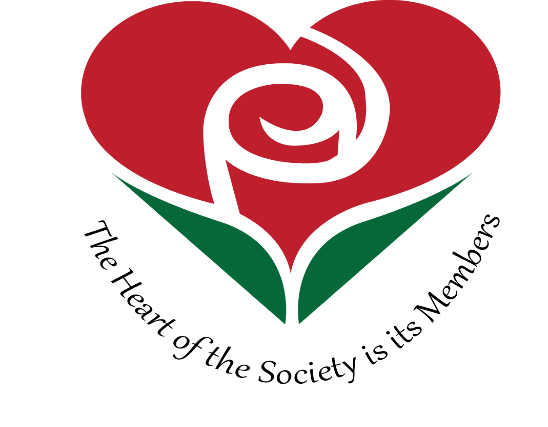 The Heart of the Society is its Members